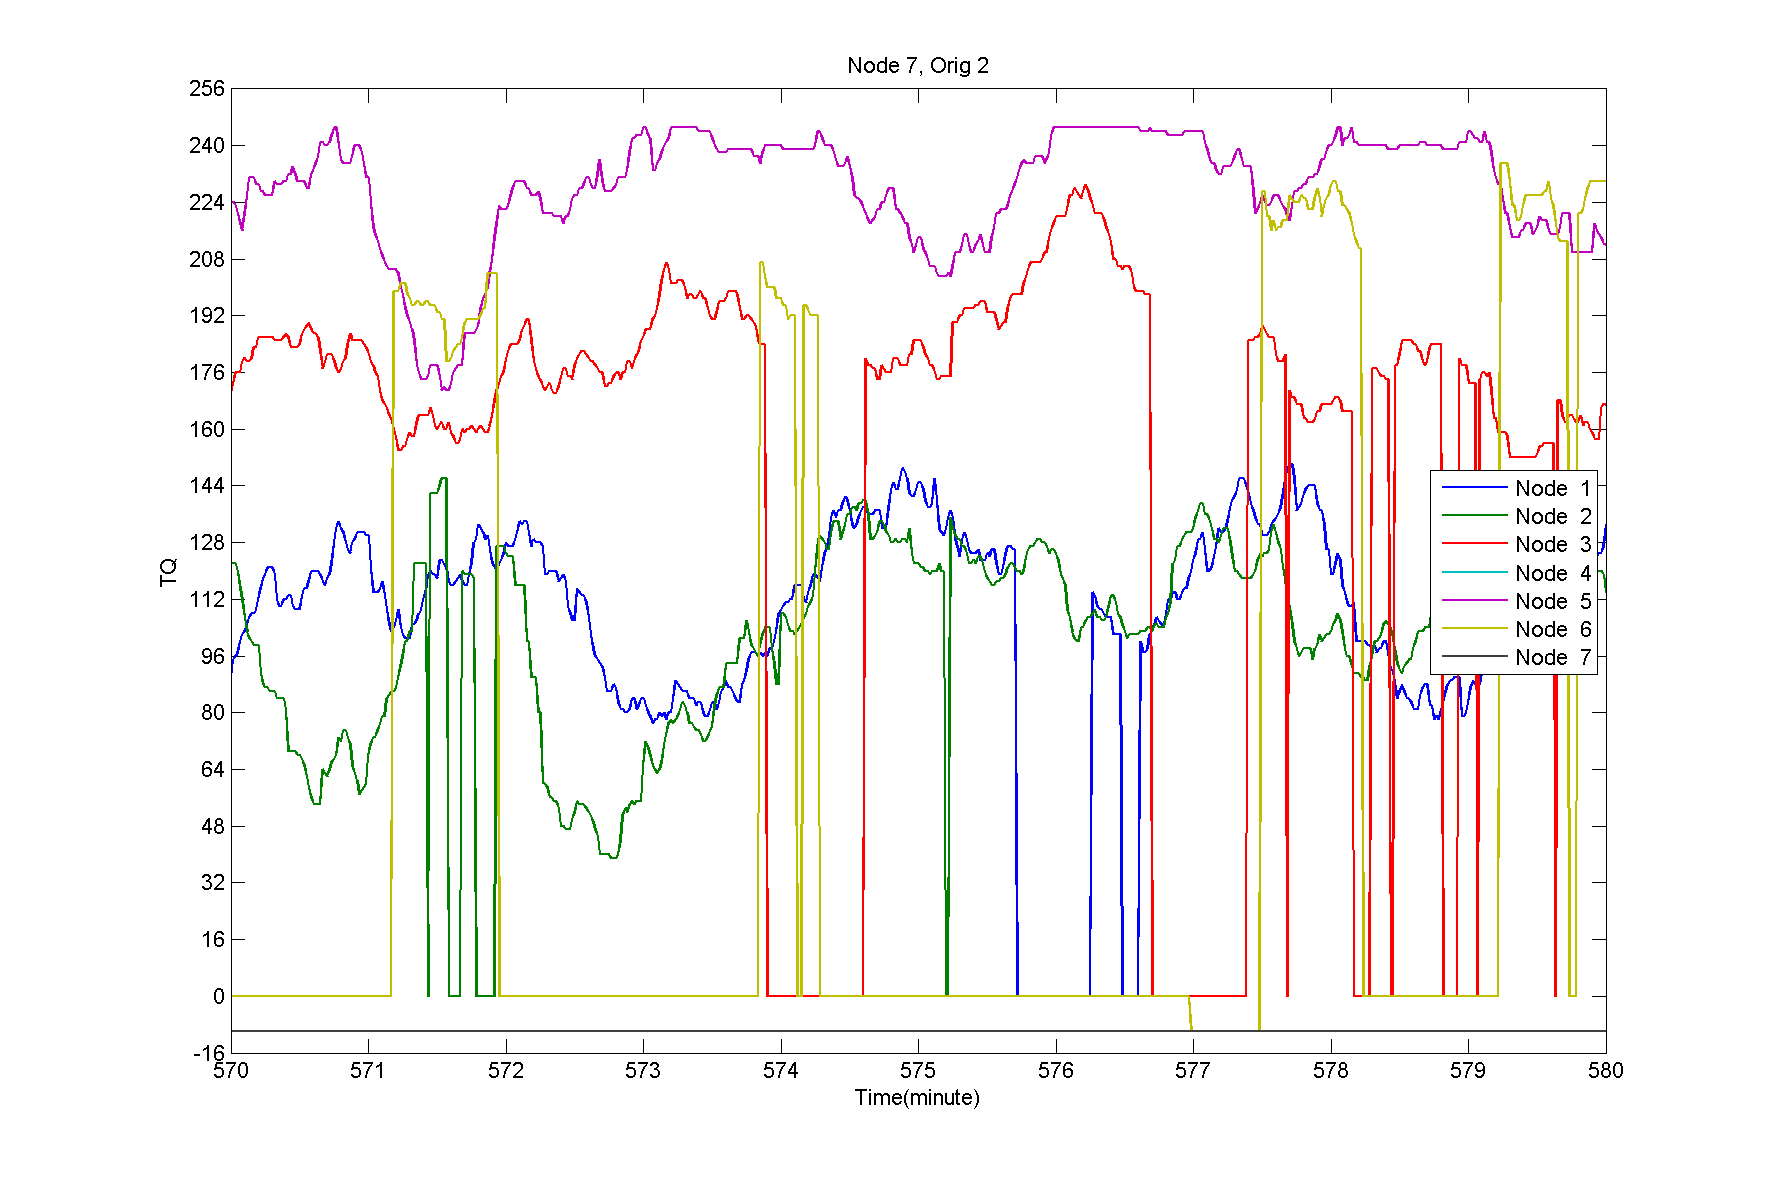 Node 7, Orig 2
256
240
224
208
192
176
160
144
128
112
96
80
64
48
32
16
0
-16
TQ
Node 1
Node 2
Node 3
Node 4
Node 5
Node 6
Node 7
570 571 572 573 574 575 576 577 578 579 580
Time(minute)